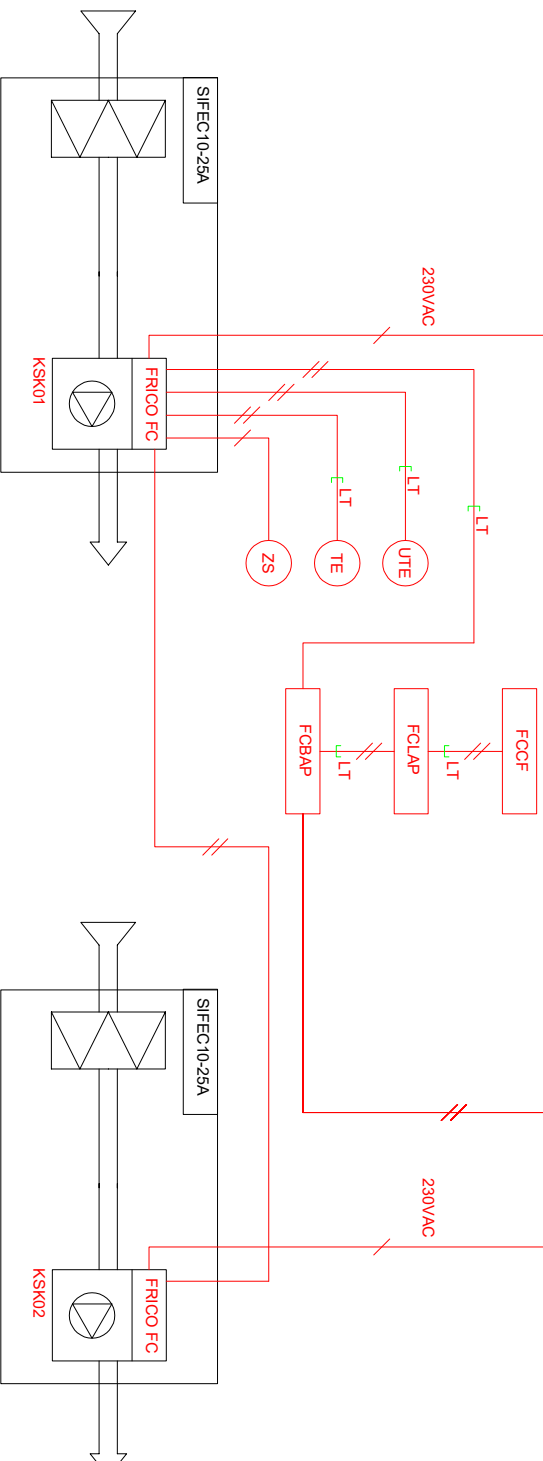 SIFEC10-25A
230VAC
FRICO FC
KSK01
LT
LT
LT
ZS
TE
UTE
FCBAP
LT
FCLAP
LT
FCCF
SIFEC10-25A
230VAC
FRICO FC
KSK02